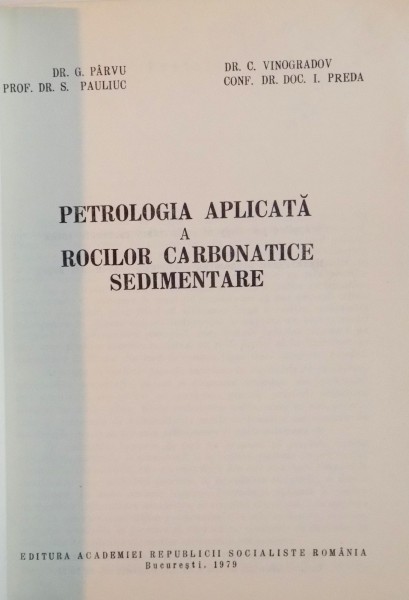 DR. G. PÂRVU
PROF. DR. S. PAULIUC
DR. C. VINOGRADOV
CONF. DR. DOC. I. PREDA
PETROLOGIA APLICATĂ
A
ROCILOR CARBONATICE
SEDIMENTARE
EDITURA ACADEMIEI REPUBLICII SOCIALISTE ROMÂNIA
București, 1979